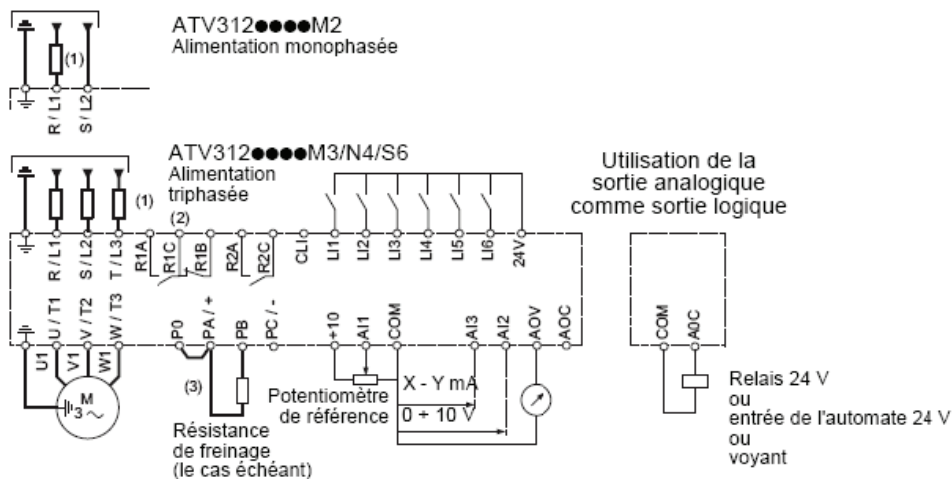 ATV312●●●●M2
Alimentation monophasée
(1)
R / L1
S / L2
ATV312●●●●M3/N4/S6
Alimentation
triphasée
(1)
(2)
Utilisation de la
sortie analogique
comme sortie logique
R / L1
S / L2
T / L3
R1A
R1C
R1B
R2A
R2C
CLI
LI1
LI2
LI3
LI4
LI5
LI6
24V
U / T1
V / T2
W / T3
P0
PA / +
PB
PC / -
+10
AI1
COM
AI3
AI2
AOV
AOC
COM
A0C
U1
V1
W1
M
3 ~
(3)
Résistance
de freinage
(le cas échéant)
Potentiomètre
de référence
X - Y mA
0 + 10 V
Relais 24 V
ou
entrée de l'automate 24 V
ou
voyant